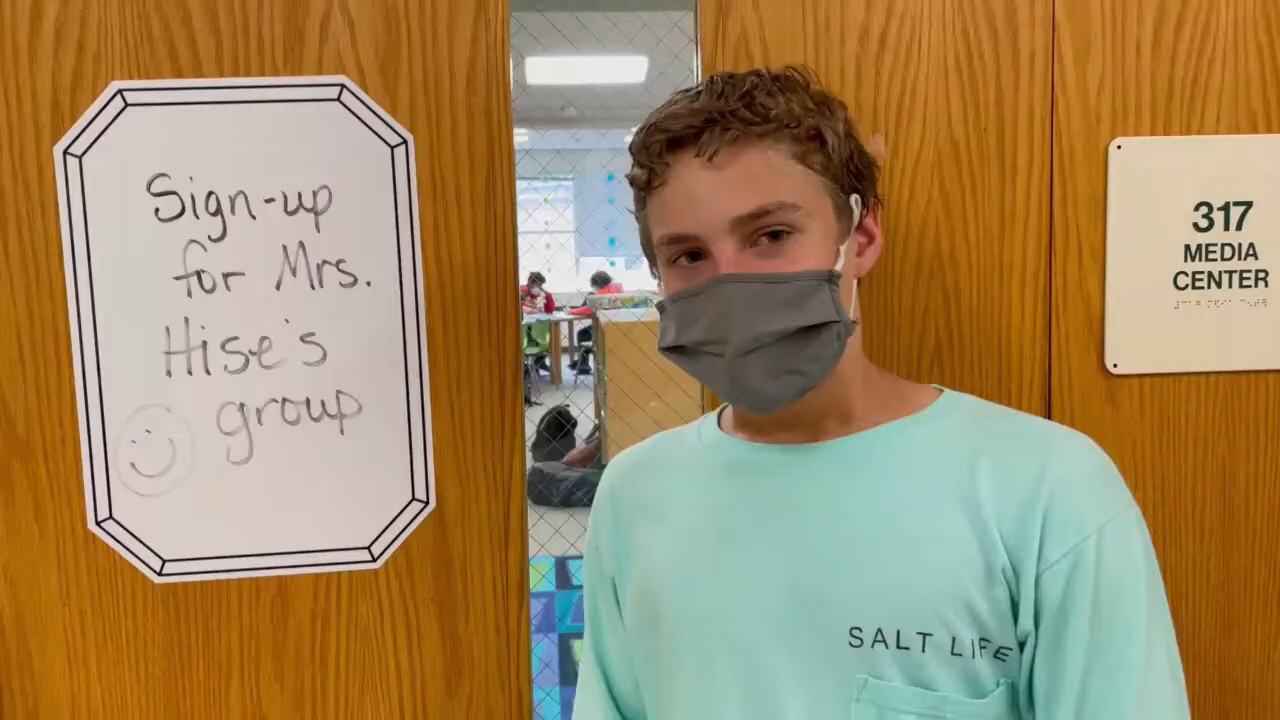 Sign-up
for Mrs.
Hise's
group
317
MEDIA
CENTER
SALT LIFE